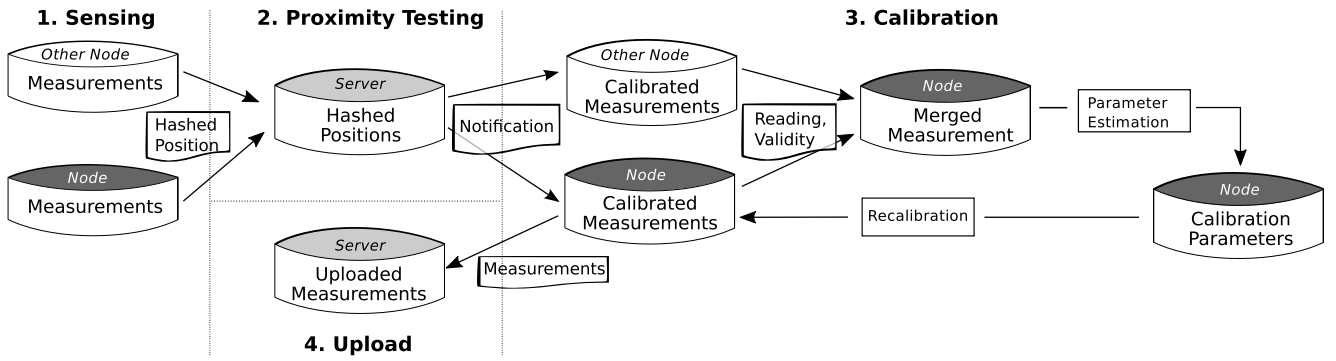 1. Sensing
2. Proximity Testing
3. Calibration
Other Node
Measurements
Hashed
Position
Node
Measurements
Server
Hashed
Positions
Notification
Other Node
Calibrated
Measurements
Node
Calibrated
Measurements
Reading,
Validity
Node
Merged
Measurement
Parameter
Estimation
Node
Calibration
Parameters
Recalibration
Server
Uploaded
Measurements
Measurements
4. Upload